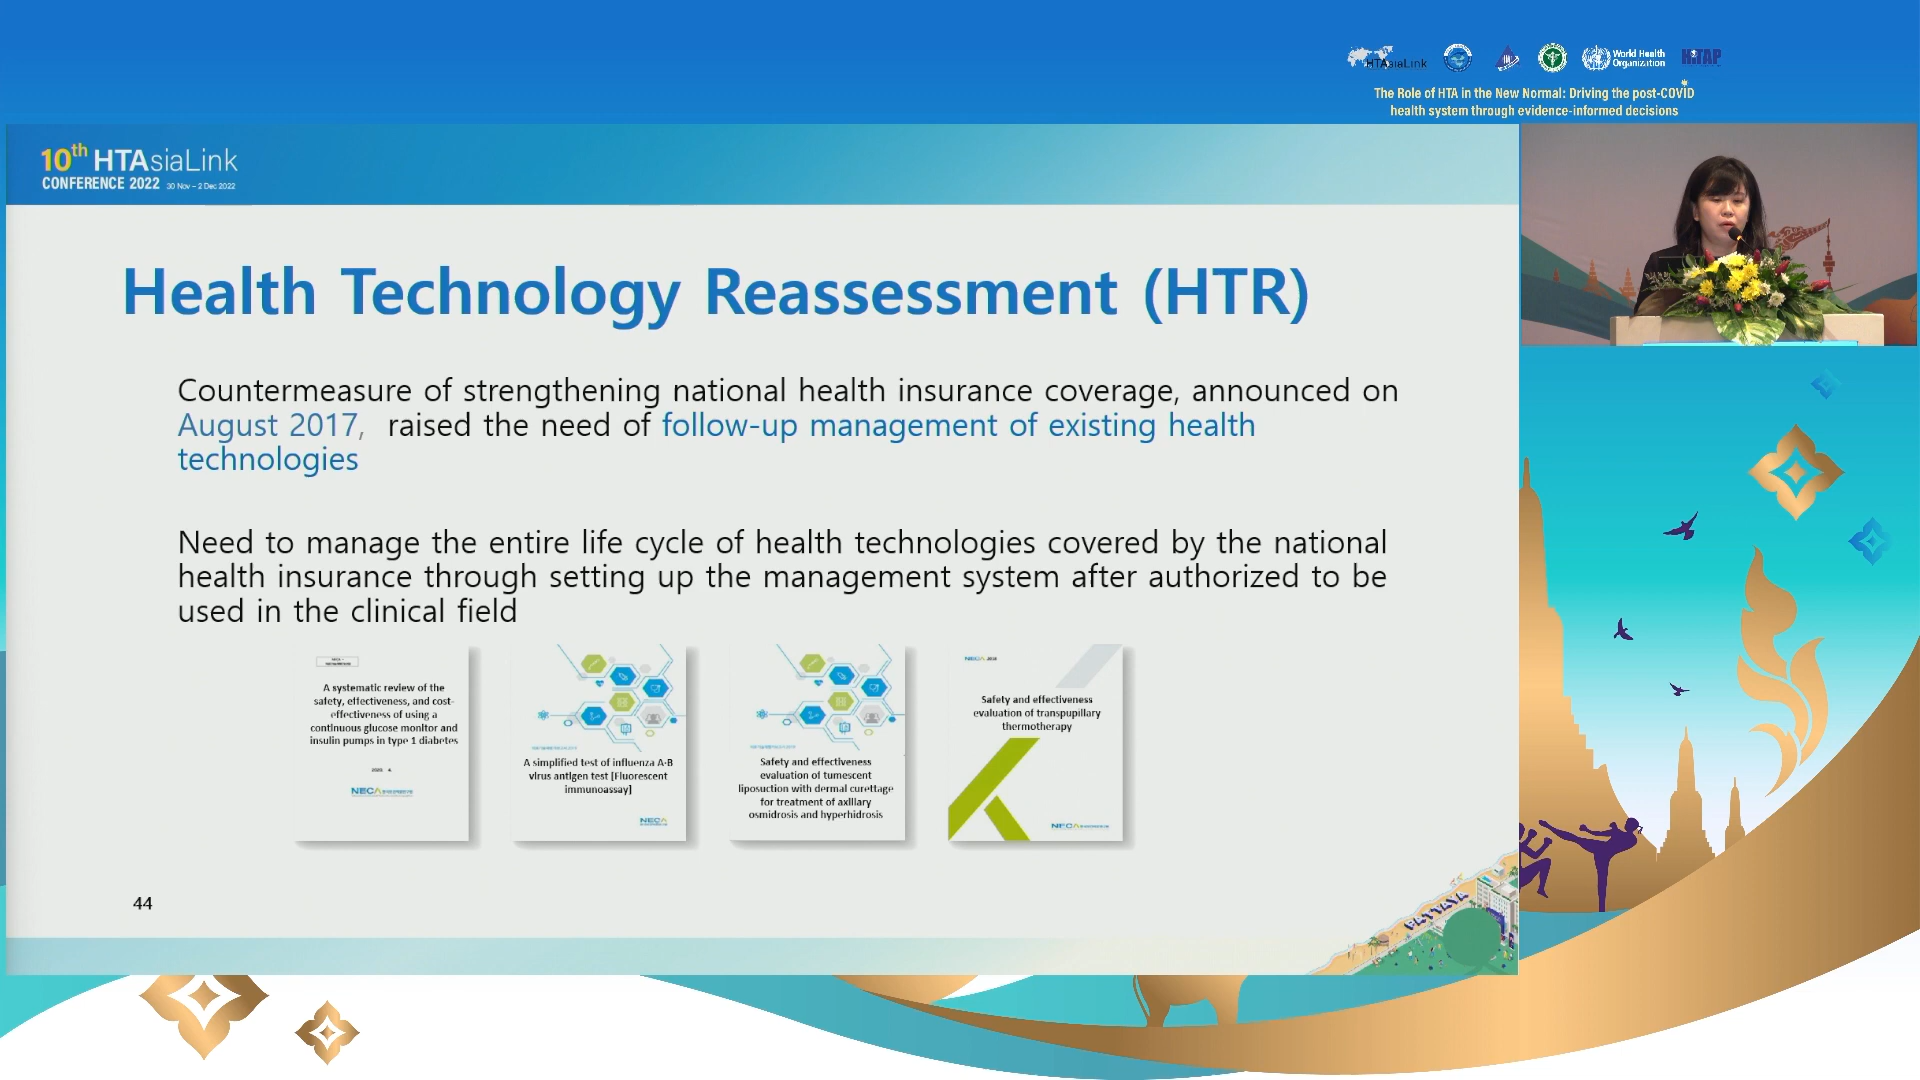 HTAsiaLink
World Health
Organization
HITAP
The Role of HTA in the New Normal: Driving the post-COVID
health system through evidence-informed decisions
10th HTAsiaLink
CONFERENCE 2022 30 Nov – 2 Dec 2022
Health Technology Reassessment (HTR)
Countermeasure of strengthening national health insurance coverage, announced on
August 2017, raised the need of follow-up management of existing health
technologies
Need to manage the entire life cycle of health technologies covered by the national
health insurance through setting up the management system after authorized to be
used in the clinical field
A systematic review of the
safety, effectiveness, and cost-
effectiveness of using a
continuous glucose monitor and
insulin pumps in type 1 diabetes
NECA
A simplified test of influenza A·B
virus antigen test [Fluorescent
immunoassay]
NECA
Safety and effectiveness
evaluation of tumescent
liposuction with dermal curettage
for treatment of axillary
osmidrosis and hyperhidrosis
NECA
Safety and effectiveness
evaluation of transpupillary
thermotherapy
NECA
44
PATTAYA